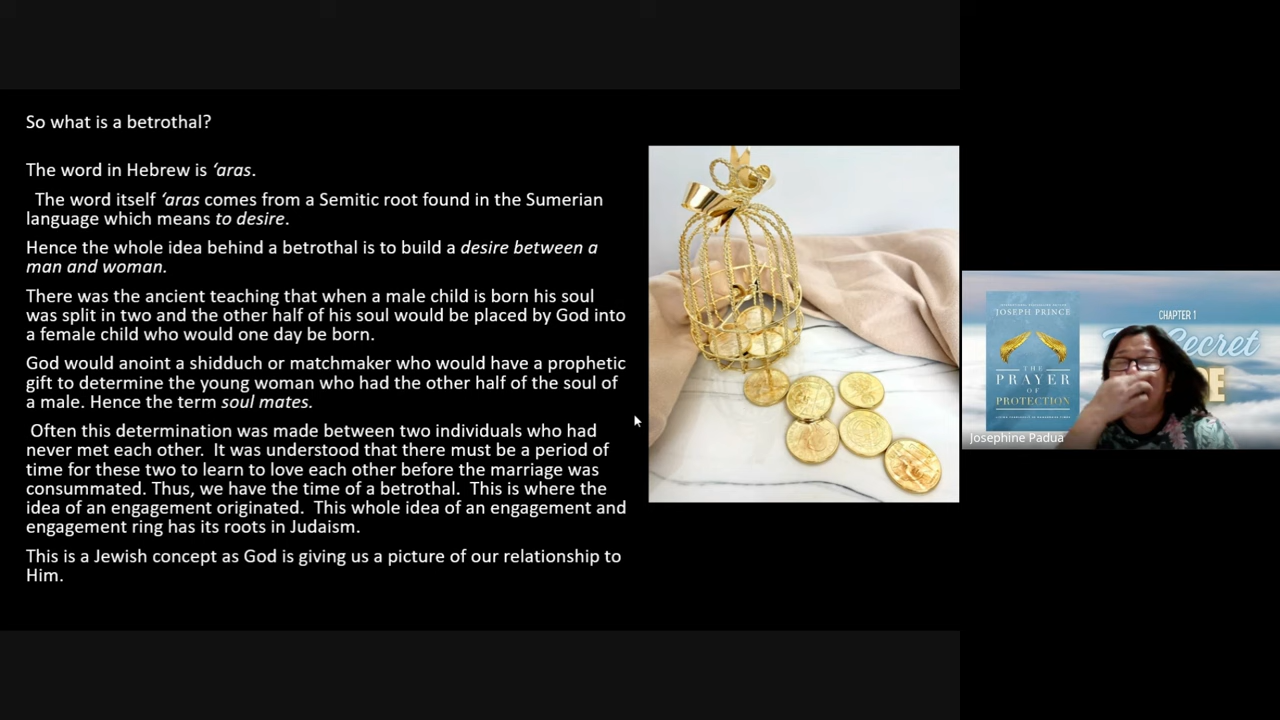 So what is a betrothal?
The word in Hebrew is ‘aras.
The word itself ‘aras comes from a Semitic root found in the Sumerian
language which means to desire.
Hence the whole idea behind a betrothal is to build a desire between a
man and woman.
There was the ancient teaching that when a male child is born his soul
was split in two and the other half of his soul would be placed by God into
a female child who would one day be born.
God would anoint a shidduch or matchmaker who would have a prophetic
gift to determine the young woman who had the other half of the soul of
a male. Hence the term soul mates.
Often this determination was made between two individuals who had
never met each other.  It was understood that there must be a period of
time for these two to learn to love each other before the marriage was
consummated. Thus, we have the time of a betrothal.  This is where the
idea of an engagement originated.  This whole idea of an engagement and
engagement ring has its roots in Judaism.
This is a Jewish concept as God is giving us a picture of our relationship to
Him.
JOSEPH PRINCE
THE
PRAYER
OF
PROTECTION
CHAPTER 1
Secret
Josephine Padua